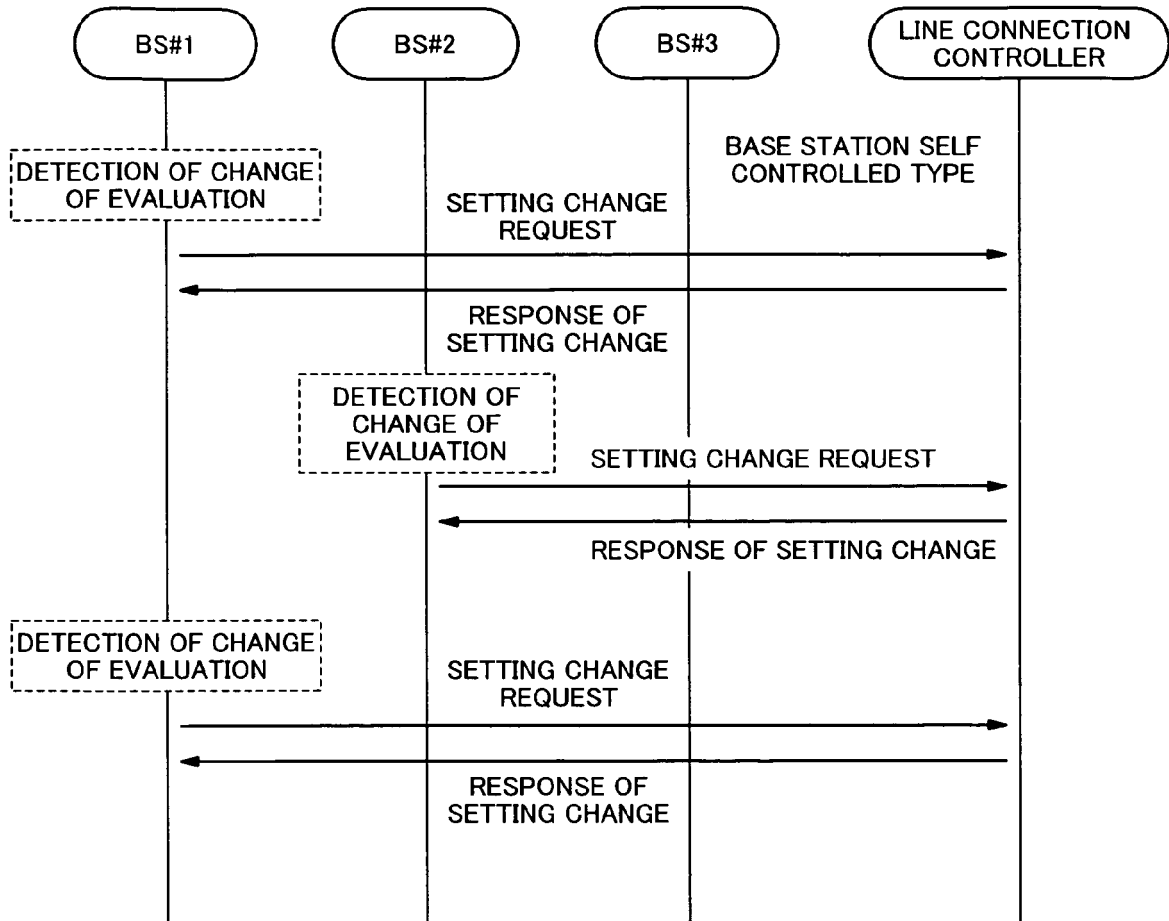 BS#1
BS#2
BS#3
LINE CONNECTION
CONTROLLER
BASE STATION SELF
CONTROLLED TYPE
DETECTION OF CHANGE
OF EVALUATION
SETTING CHANGE
REQUEST
RESPONSE OF
SETTING CHANGE
DETECTION OF
CHANGE OF
EVALUATION
SETTING CHANGE REQUEST
RESPONSE OF SETTING CHANGE
DETECTION OF CHANGE
OF EVALUATION
SETTING CHANGE
REQUEST
RESPONSE OF
SETTING CHANGE